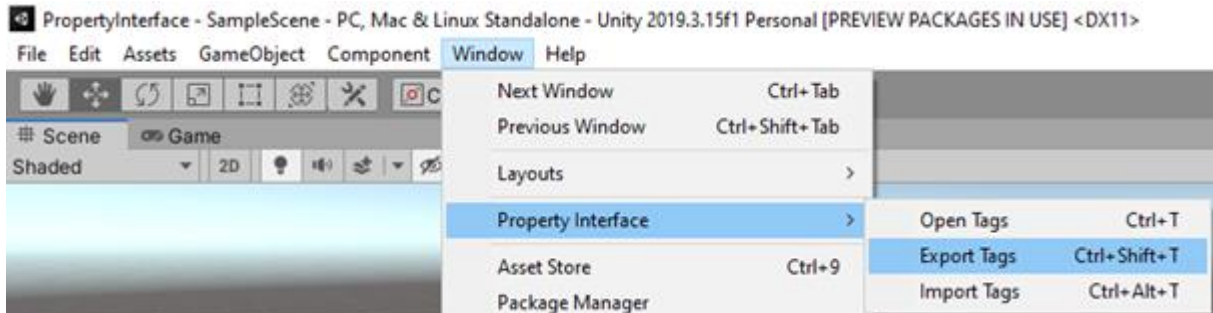 PropertyInterface - SampleScene - PC, Mac & Linux Standalone - Unity 2019.3.15f1 Personal [PREVIEW PACKAGES IN USE] <DX11>
File Edit Assets GameObject Component Window Help
C
Next Window Ctrl+Tab
Previous Window Ctrl+Shift+Tab
Layouts >
Property Interface >
Asset Store Ctrl+9
Package Manager
# Scene Game
Shaded 2D
Open Tags Ctrl+T
Export Tags Ctrl+Shift+T
Import Tags Ctrl+Alt+T